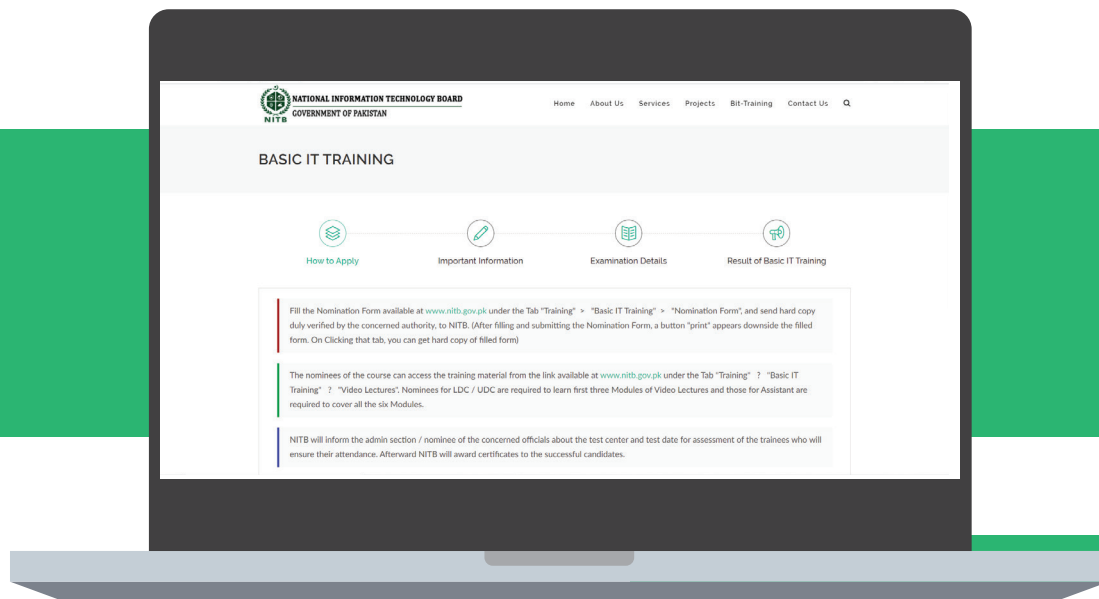 NATIONAL INFORMATION TECHNOLOGY BOARD
GOVERNMENT OF PAKISTAN
NITB
Home About Us Services Projects Bit-Training Contact Us
BASIC IT TRAINING
How to Apply Important Information Examination Details Result of Basic IT Training
Fill the Nomination Form available at www.nitb.gov.pk under the Tab "Training" > "Basic IT Training" > "Nomination Form", and send hard copy
duly verified by the concerned authority, to NITB. (After filling and submitting the Nomination Form, a button "print" appears downside the filled
form. On Clicking that tab, you can get hard copy of filled form)
The nominees of the course can access the training material from the link available at www.nitb.gov.pk under the Tab "Training" ? "Basic IT
Training" ? "Video Lectures". Nominees for LDC / UDC are required to learn first three Modules of Video Lectures and those for Assistant are
required to cover all the six Modules.
NITB will inform the admin section / nominee of the concerned officials about the test center and test date for assessment of the trainees who will
ensure their attendance. Afterward NITB will award certificates to the successful candidates.